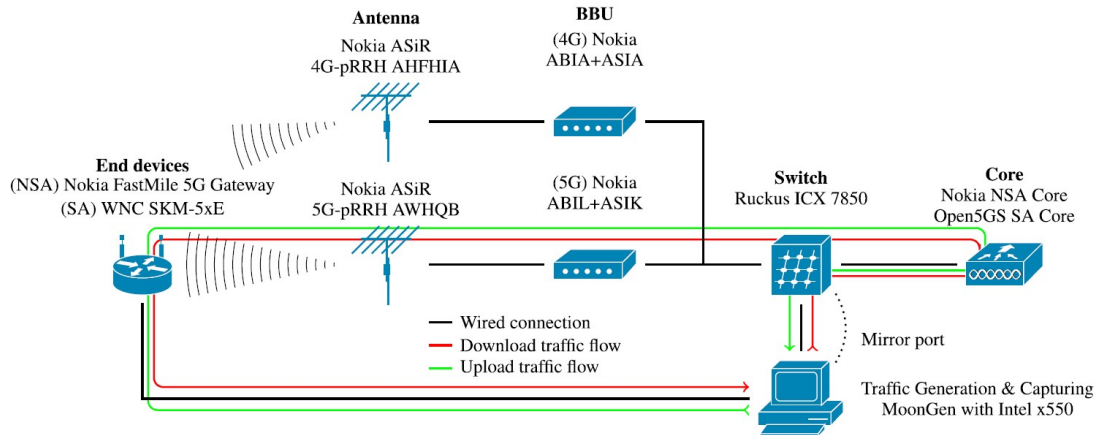 Antenna
Nokia ASiR
4G-pRRH AHFHIA
BBU
(4G) Nokia
ABIA+ASIA
End devices
(NSA) Nokia FastMile 5G Gateway
(SA) WNC SKM-5xE
Nokia ASiR
5G-pRRH AWHQB
(5G) Nokia
ABIL+ASIK
Switch
Ruckus ICX 7850
Core
Nokia NSA Core
Open5GS SA Core
Wired connection
Download traffic flow
Upload traffic flow
Mirror port
Traffic Generation & Capturing
MoonGen with Intel x550